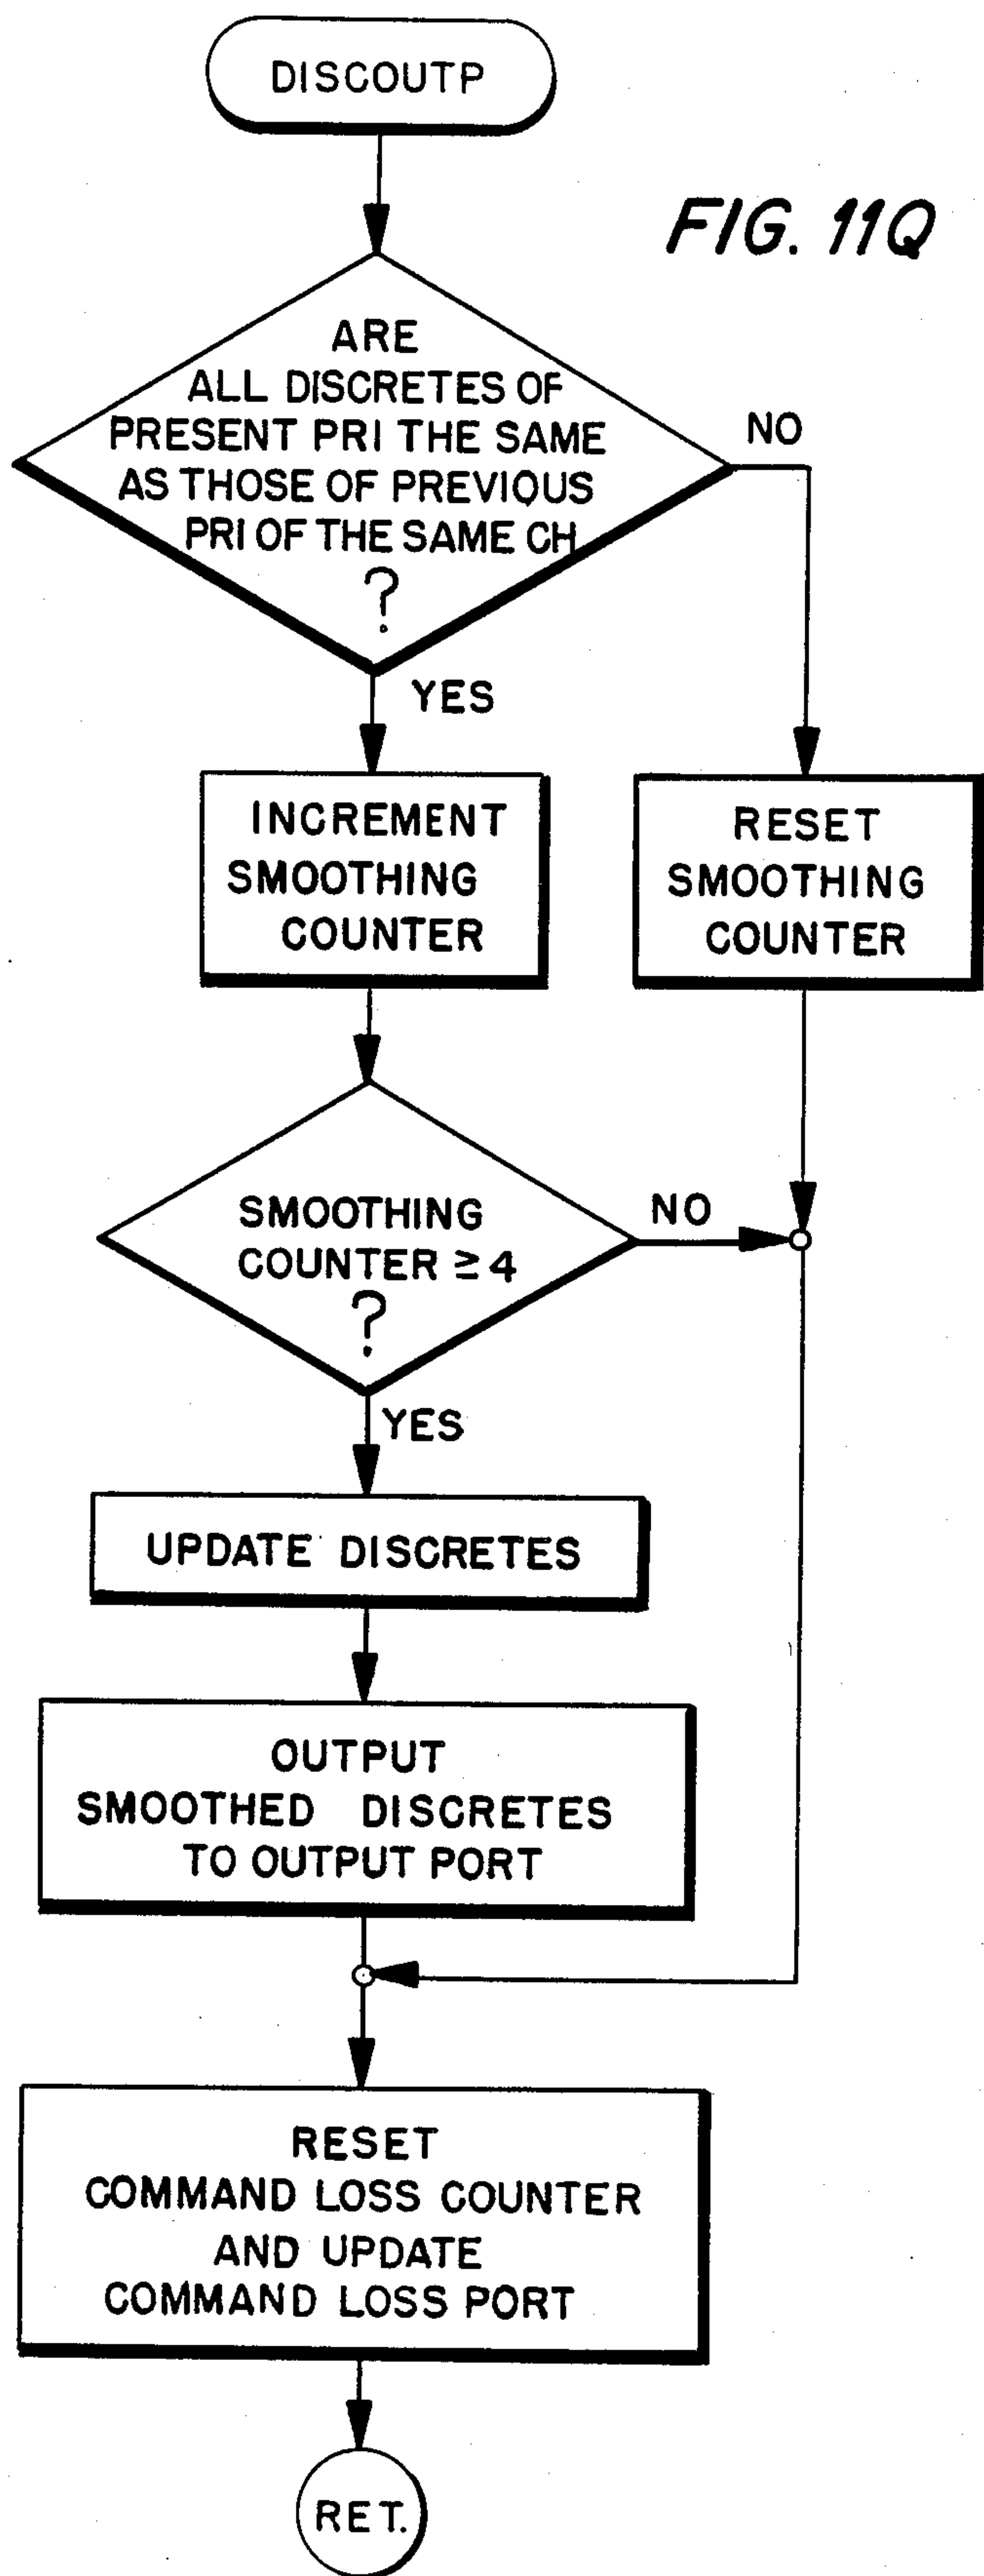 DISCOUTP
FIG. 11Q
ARE
ALL DISCRETES OF
PRESENT PRI THE SAME
AS THOSE OF PREVIOUS
PRI OF THE SAME CH
?
NO
YES
INCREMENT
SMOOTHING
COUNTER
RESET
SMOOTHING
COUNTER
SMOOTHING
COUNTER ≥ 4
?
NO
YES
UPDATE DISCRETES
OUTPUT
SMOOTHED DISCRETES
TO OUTPUT PORT
RESET
COMMAND LOSS COUNTER
AND UPDATE
COMMAND LOSS PORT
RET.